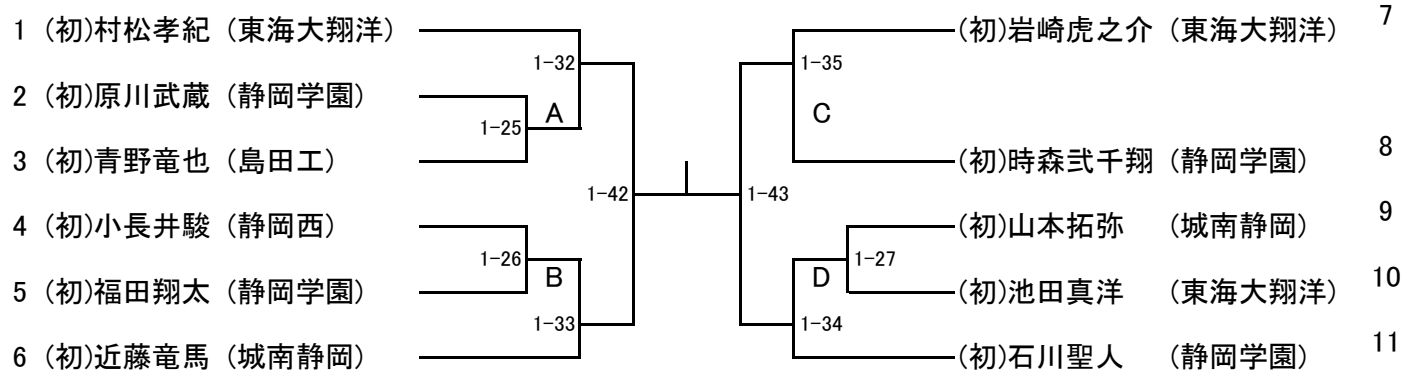 1 (初)村松孝紀 (東海大翔洋)
2 (初)原川武蔵 (静岡学園)
3 (初)青野竜也 (島田工)
4 (初)小長井駿 (静岡西)
5 (初)福田翔太 (静岡学園)
6 (初)近藤竜馬 (城南静岡)
1-32
1-25
A
1-42
1-26
B
1-33
1-35
C
1-43
D
1-27
1-34
(初)岩崎虎之介 (東海大翔洋) 7
(初)時森弐千翔 (静岡学園) 8
(初)山本拓弥 (城南静岡) 9
(初)池田真洋 (東海大翔洋) 10
(初)石川聖人 (静岡学園) 11